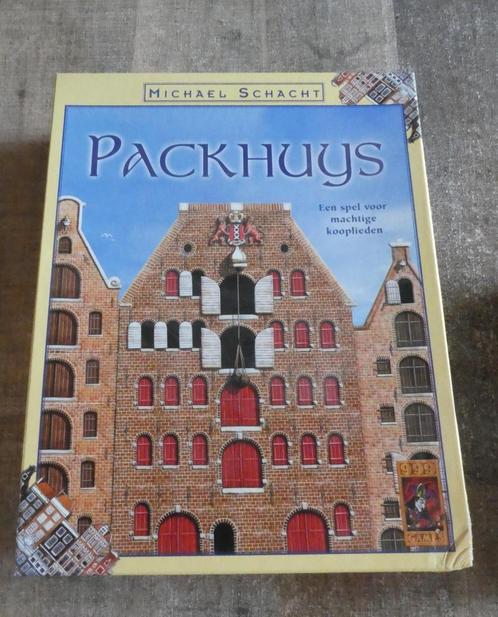 MICHAEL SCHACHT
PACKHUYS
Een spel voor
machtige
kooplieden
999
GAMES